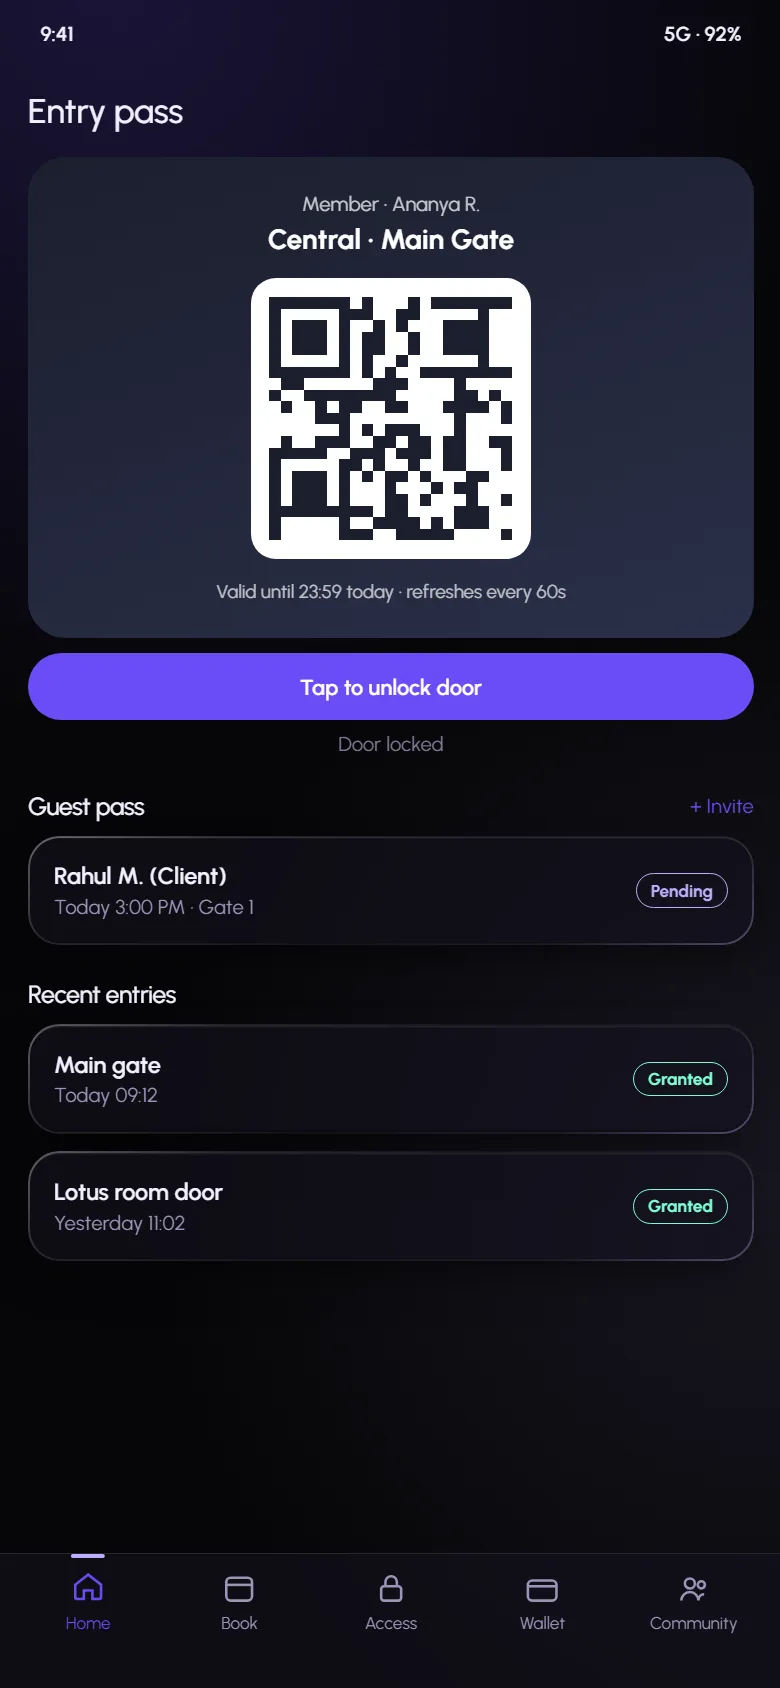 9:41
5G · 92%
Entry pass
Member · Ananya R.
Central · Main Gate
Valid until 23:59 today · refreshes every 60s
Tap to unlock door
Door locked
Guest pass
+ Invite
Rahul M. (Client)
Today 3:00 PM · Gate 1
Pending
Recent entries
Main gate
Today 09:12
Granted
Lotus room door
Yesterday 11:02
Granted
Home
Book
Access
Wallet
Community